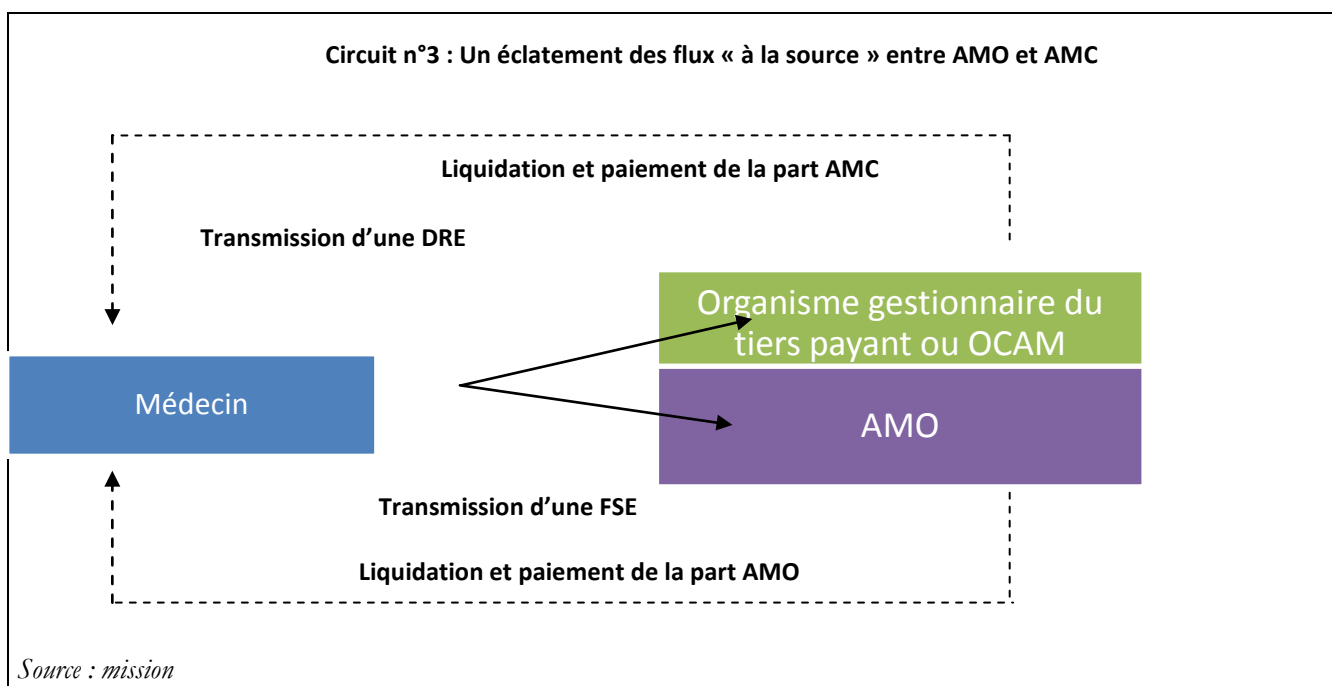 Circuit n°3 : Un éclatement des flux « à la source » entre AMO et AMC
Liquidation et paiement de la part AMC
Transmission d’une DRE
Organisme gestionnaire du
tiers payant ou OCAM
Médecin
AMO
Transmission d’une FSE
Liquidation et paiement de la part AMO
Source : mission